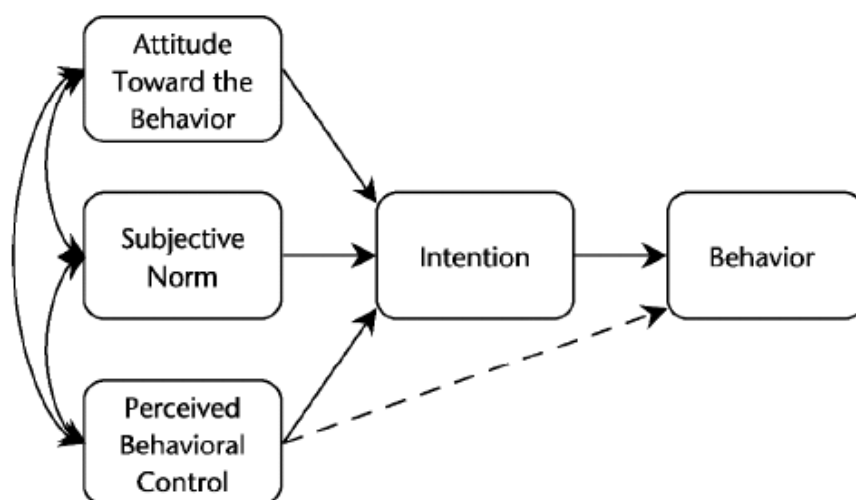 Attitude
Toward the
Behavior
Subjective
Norm
Intention
Behavior
Perceived
Behavioral
Control